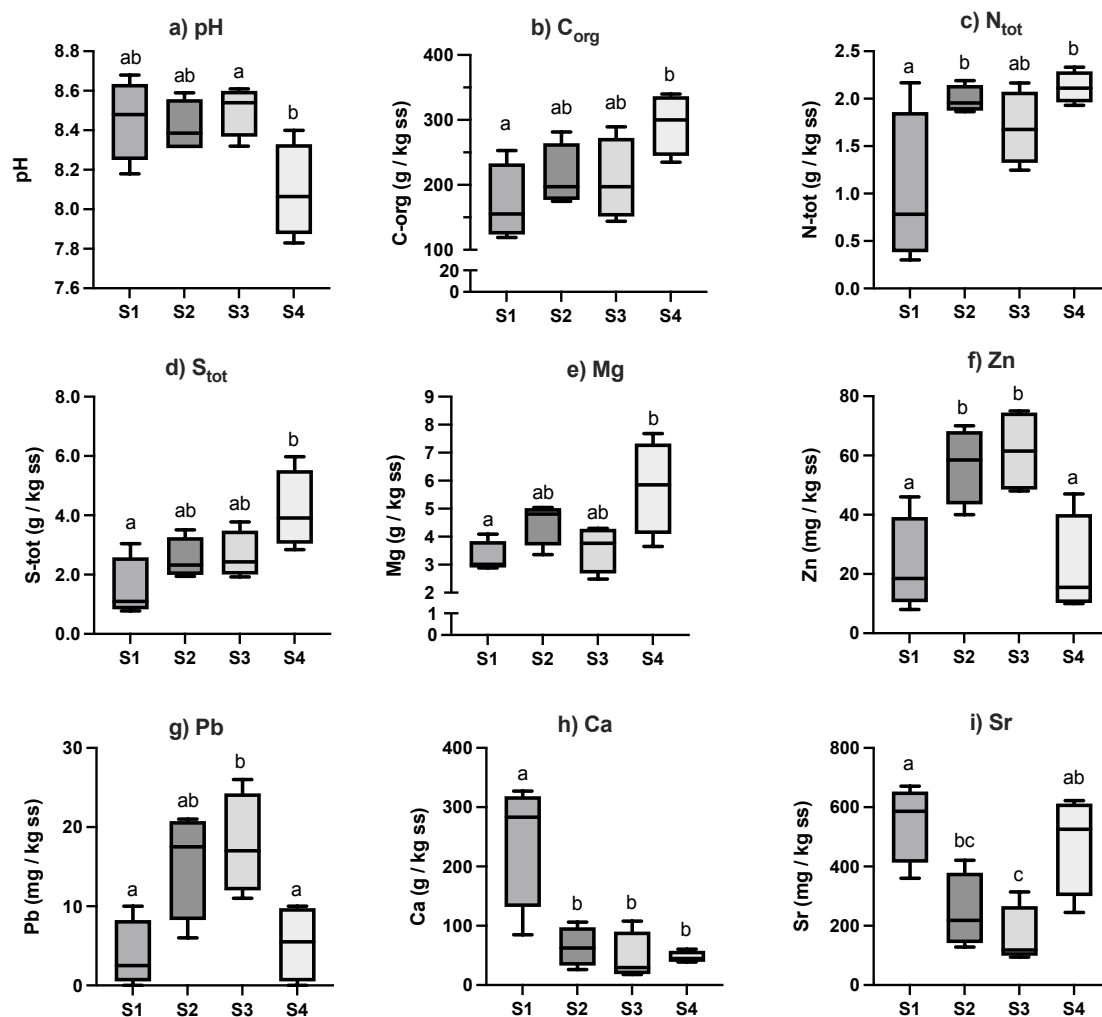 a) pH
8.8
8.6
8.4
8.2
8.0
7.8
7.6
pH
ab
ab
a
b
S1
S2
S3
S4
b) Corg
400
300
200
100
20
0
C-org (g / kg ss)
a
ab
ab
b
S1
S2
S3
S4
c) Ntot
2.5
2.0
1.5
1.0
0.5
0.0
N-tot (g / kg ss)
a
b
ab
b
S1
S2
S3
S4
d) Stot
8.0
6.0
4.0
2.0
0.0
S-tot (g / kg ss)
a
ab
ab
b
S1
S2
S3
S4
e) Mg
9
8
7
6
5
4
3
2
1
0
Mg (g / kg ss)
a
ab
ab
b
S1
S2
S3
S4
f) Zn
80
60
40
20
0
Zn (mg / kg ss)
a
b
b
a
S1
S2
S3
S4
g) Pb
30
20
10
0
Pb (mg / kg ss)
a
ab
b
a
S1
S2
S3
S4
h) Ca
400
300
200
100
0
Ca (g / kg ss)
a
b
b
b
S1
S2
S3
S4
i) Sr
800
600
400
200
0
Sr (mg / kg ss)
a
bc
c
ab
S1
S2
S3
S4